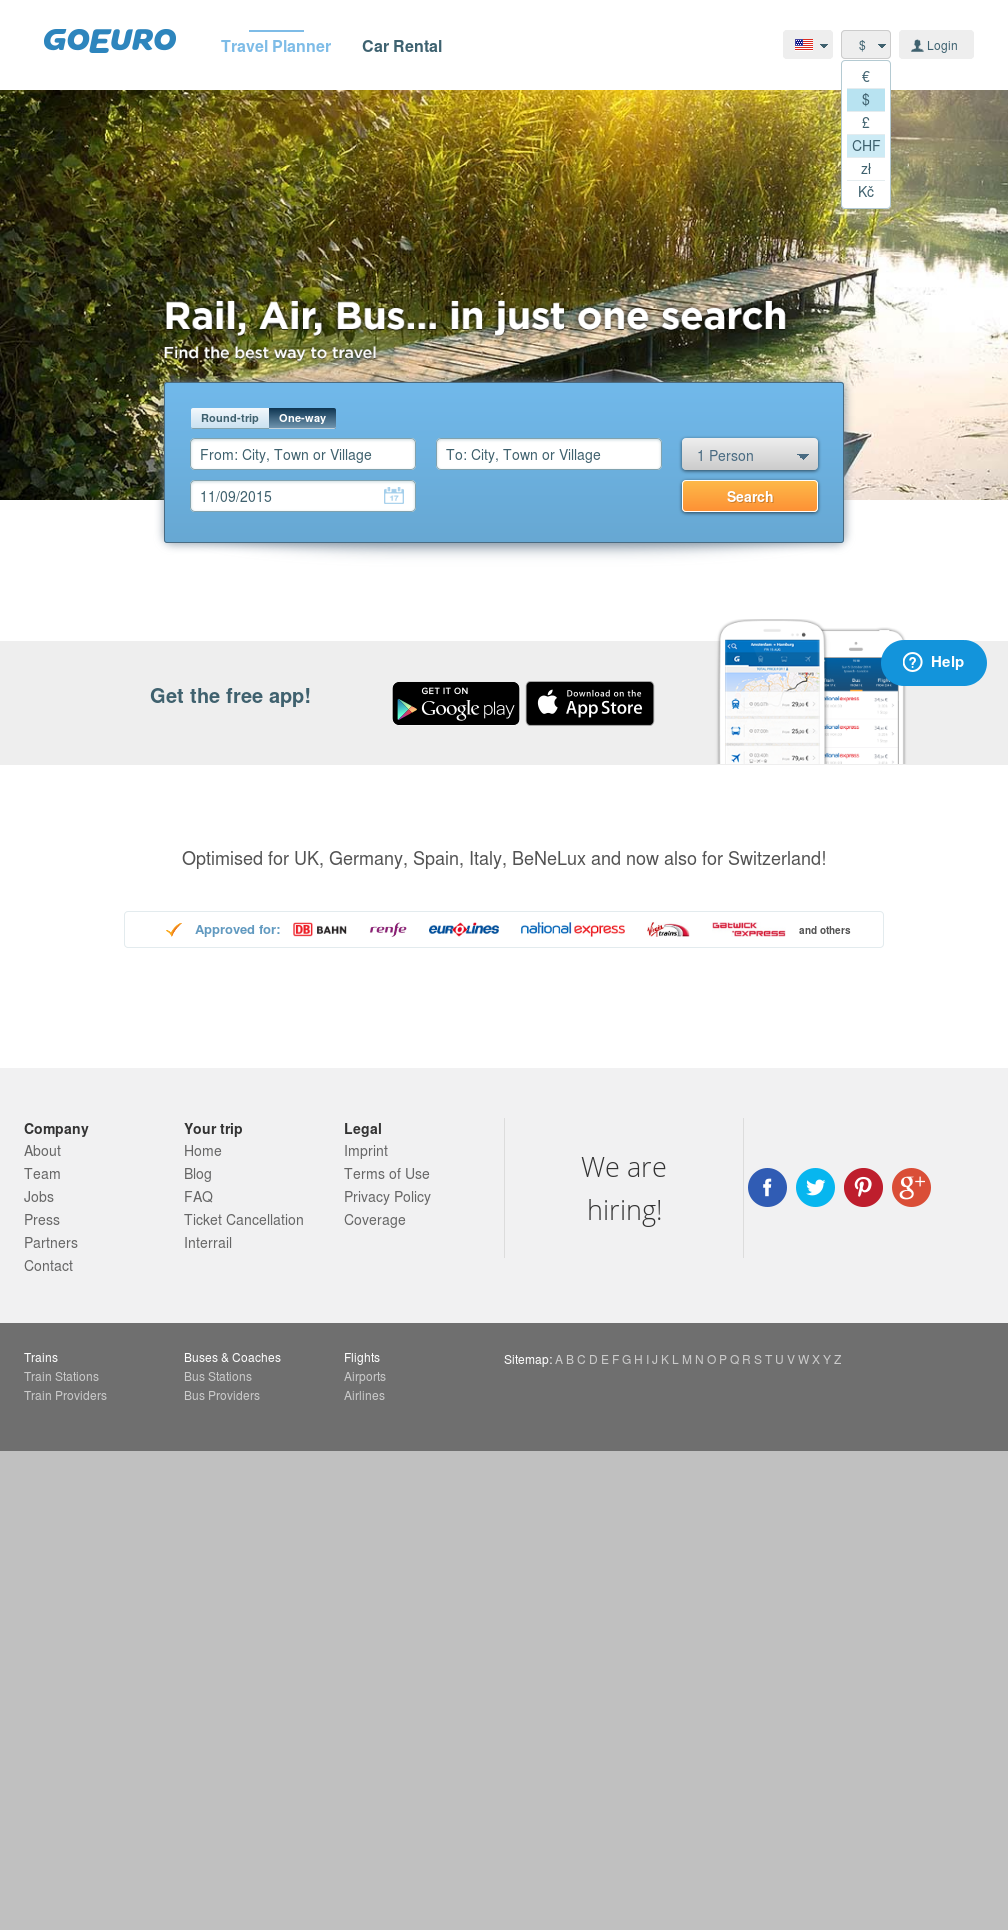 GOEURO
Travel Planner
Car Rental
$
Login
€
$
£
CHF
zł
Kč
Rail, Air, Bus... in just one search
Find the best way to travel
Round-trip
One-way
From: City, Town or Village
To: City, Town or Village
1 Person
11/09/2015
17
Search
Get the free app!
GET IT ON
Google play
Download on the
App Store
Help
Optimised for UK, Germany, Spain, Italy, BeNeLux and now also for Switzerland!
Approved for:
DB BAHN
renfe
eurolines
national express
Virgin trains
Gatwick express
and others
Company
About
Team
Jobs
Press
Partners
Contact
Your trip
Home
Blog
FAQ
Ticket Cancellation
Interrail
Legal
Imprint
Terms of Use
Privacy Policy
Coverage
We are
hiring!
Trains
Train Stations
Train Providers
Buses & Coaches
Bus Stations
Bus Providers
Flights
Airports
Airlines
Sitemap: A B C D E F G H I J K L M N O P Q R S T U V W X Y Z